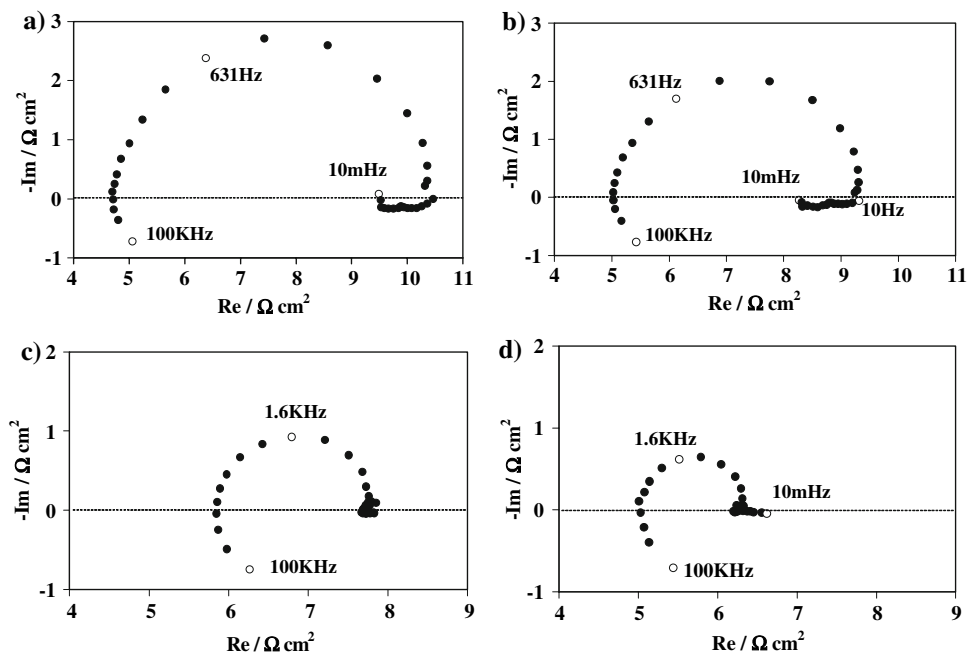 a)
3
2
1
0
-1
-Im / Ω cm²
631Hz
10mHz
100KHz
4 5 6 7 8 9 10 11
Re / Ω cm²
b)
3
2
1
0
-1
-Im / Ω cm²
631Hz
10mHz
10Hz
100KHz
4 5 6 7 8 9 10 11
Re / Ω cm²
c)
2
1
0
-1
-Im / Ω cm²
1.6KHz
100KHz
4 5 6 7 8 9
Re / Ω cm²
d)
2
1
0
-1
-Im / Ω cm²
1.6KHz
10mHz
100KHz
4 5 6 7 8 9
Re / Ω cm²